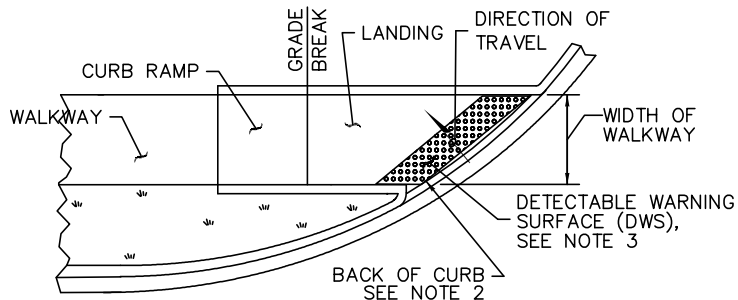 DIRECTION OF
TRAVEL
LANDING
GRADE
BREAK
CURB RAMP
WALKWAY
WIDTH OF
WALKWAY
DETECTABLE WARNING
SURFACE (DWS),
SEE NOTE 3
BACK OF CURB
SEE NOTE 2